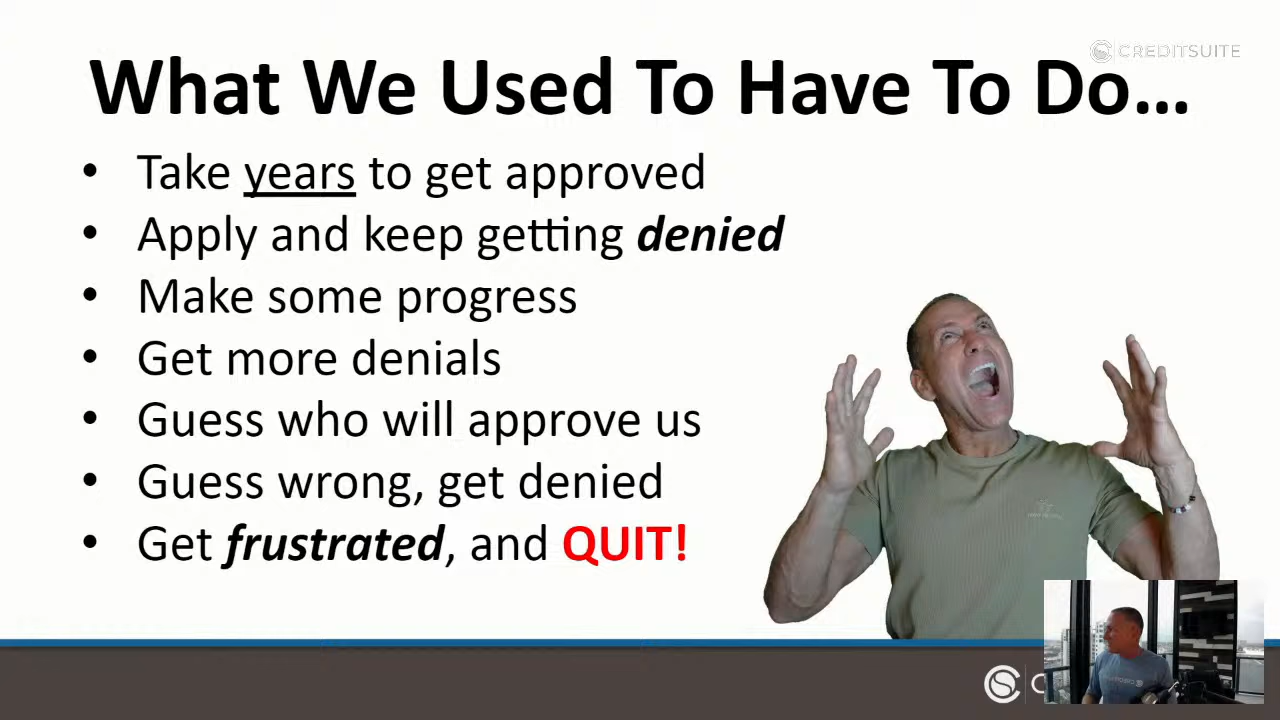 CREDITSUITE
What We Used To Have To Do...
• Take years to get approved
• Apply and keep getting denied
• Make some progress
• Get more denials
• Guess who will approve us
• Guess wrong, get denied
• Get frustrated, and QUIT!